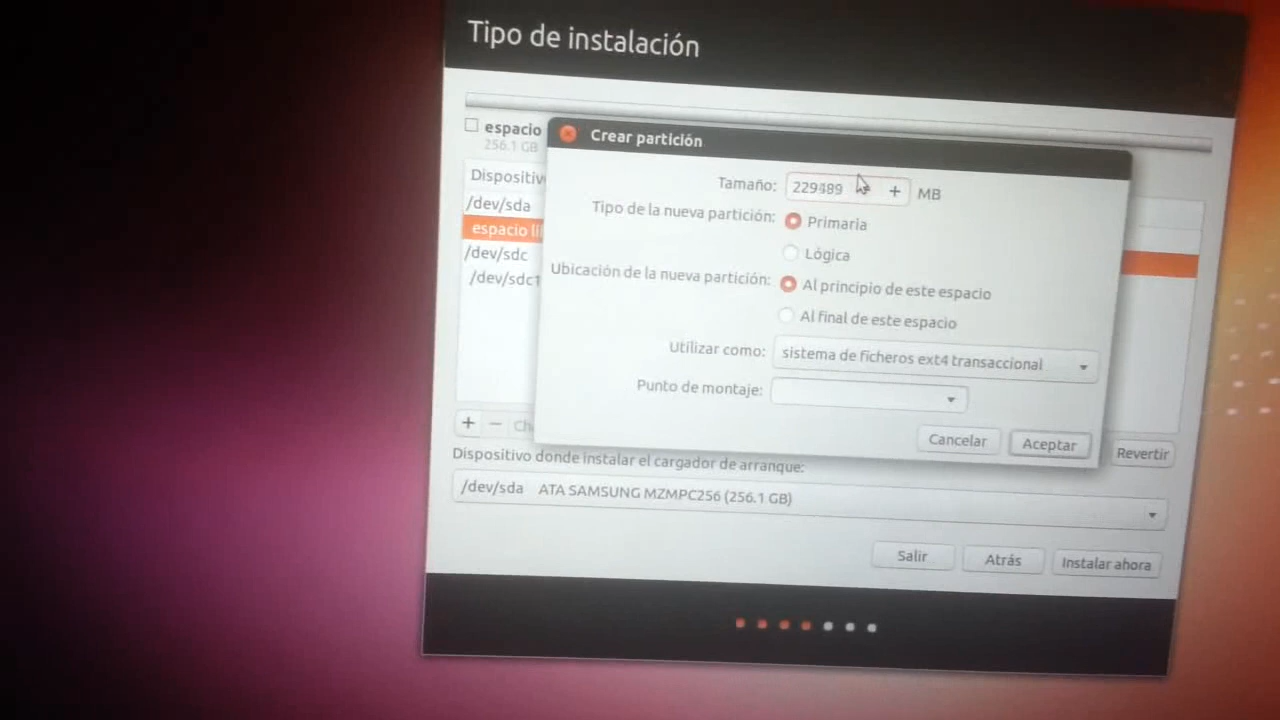 Tipo de instalación
espacio
256.1 GB
Crear partición
Dispositivo
Tamaño: 229489 + MB
/dev/sda
Tipo de la nueva partición: Primaria
espacio li
Lógica
/dev/sdc
Ubicación de la nueva partición: Al principio de este espacio
/dev/sdc1
Al final de este espacio
Utilizar como: sistema de ficheros ext4 transaccional
Punto de montaje:
+ − Ch
Cancelar Aceptar Revertir
Dispositivo donde instalar el cargador de arranque:
/dev/sda ATA SAMSUNG MZMPC256 (256.1 GB)
Salir Atrás Instalar ahora